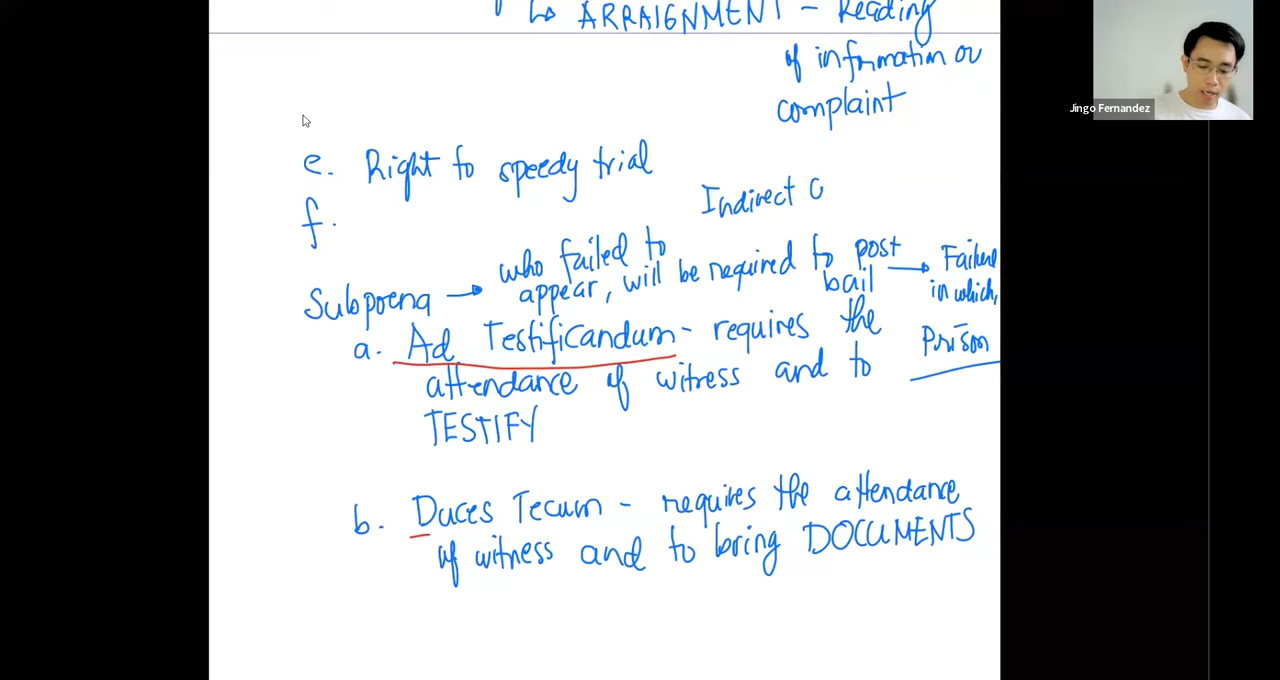 ↳ ARRAIGNMENT - Reading
of information or
complaint
Jingo Fernandez
e. Right to speedy trial
f.
Indirect C
Subpoena → who failed to
appear, will be required to post
bail → Failure
in which,
Prison
a. Ad Testificandum - requires the
attendance of witness and to
TESTIFY
b. Duces Tecum - requires the attendance
of witness and to bring DOCUMENTS